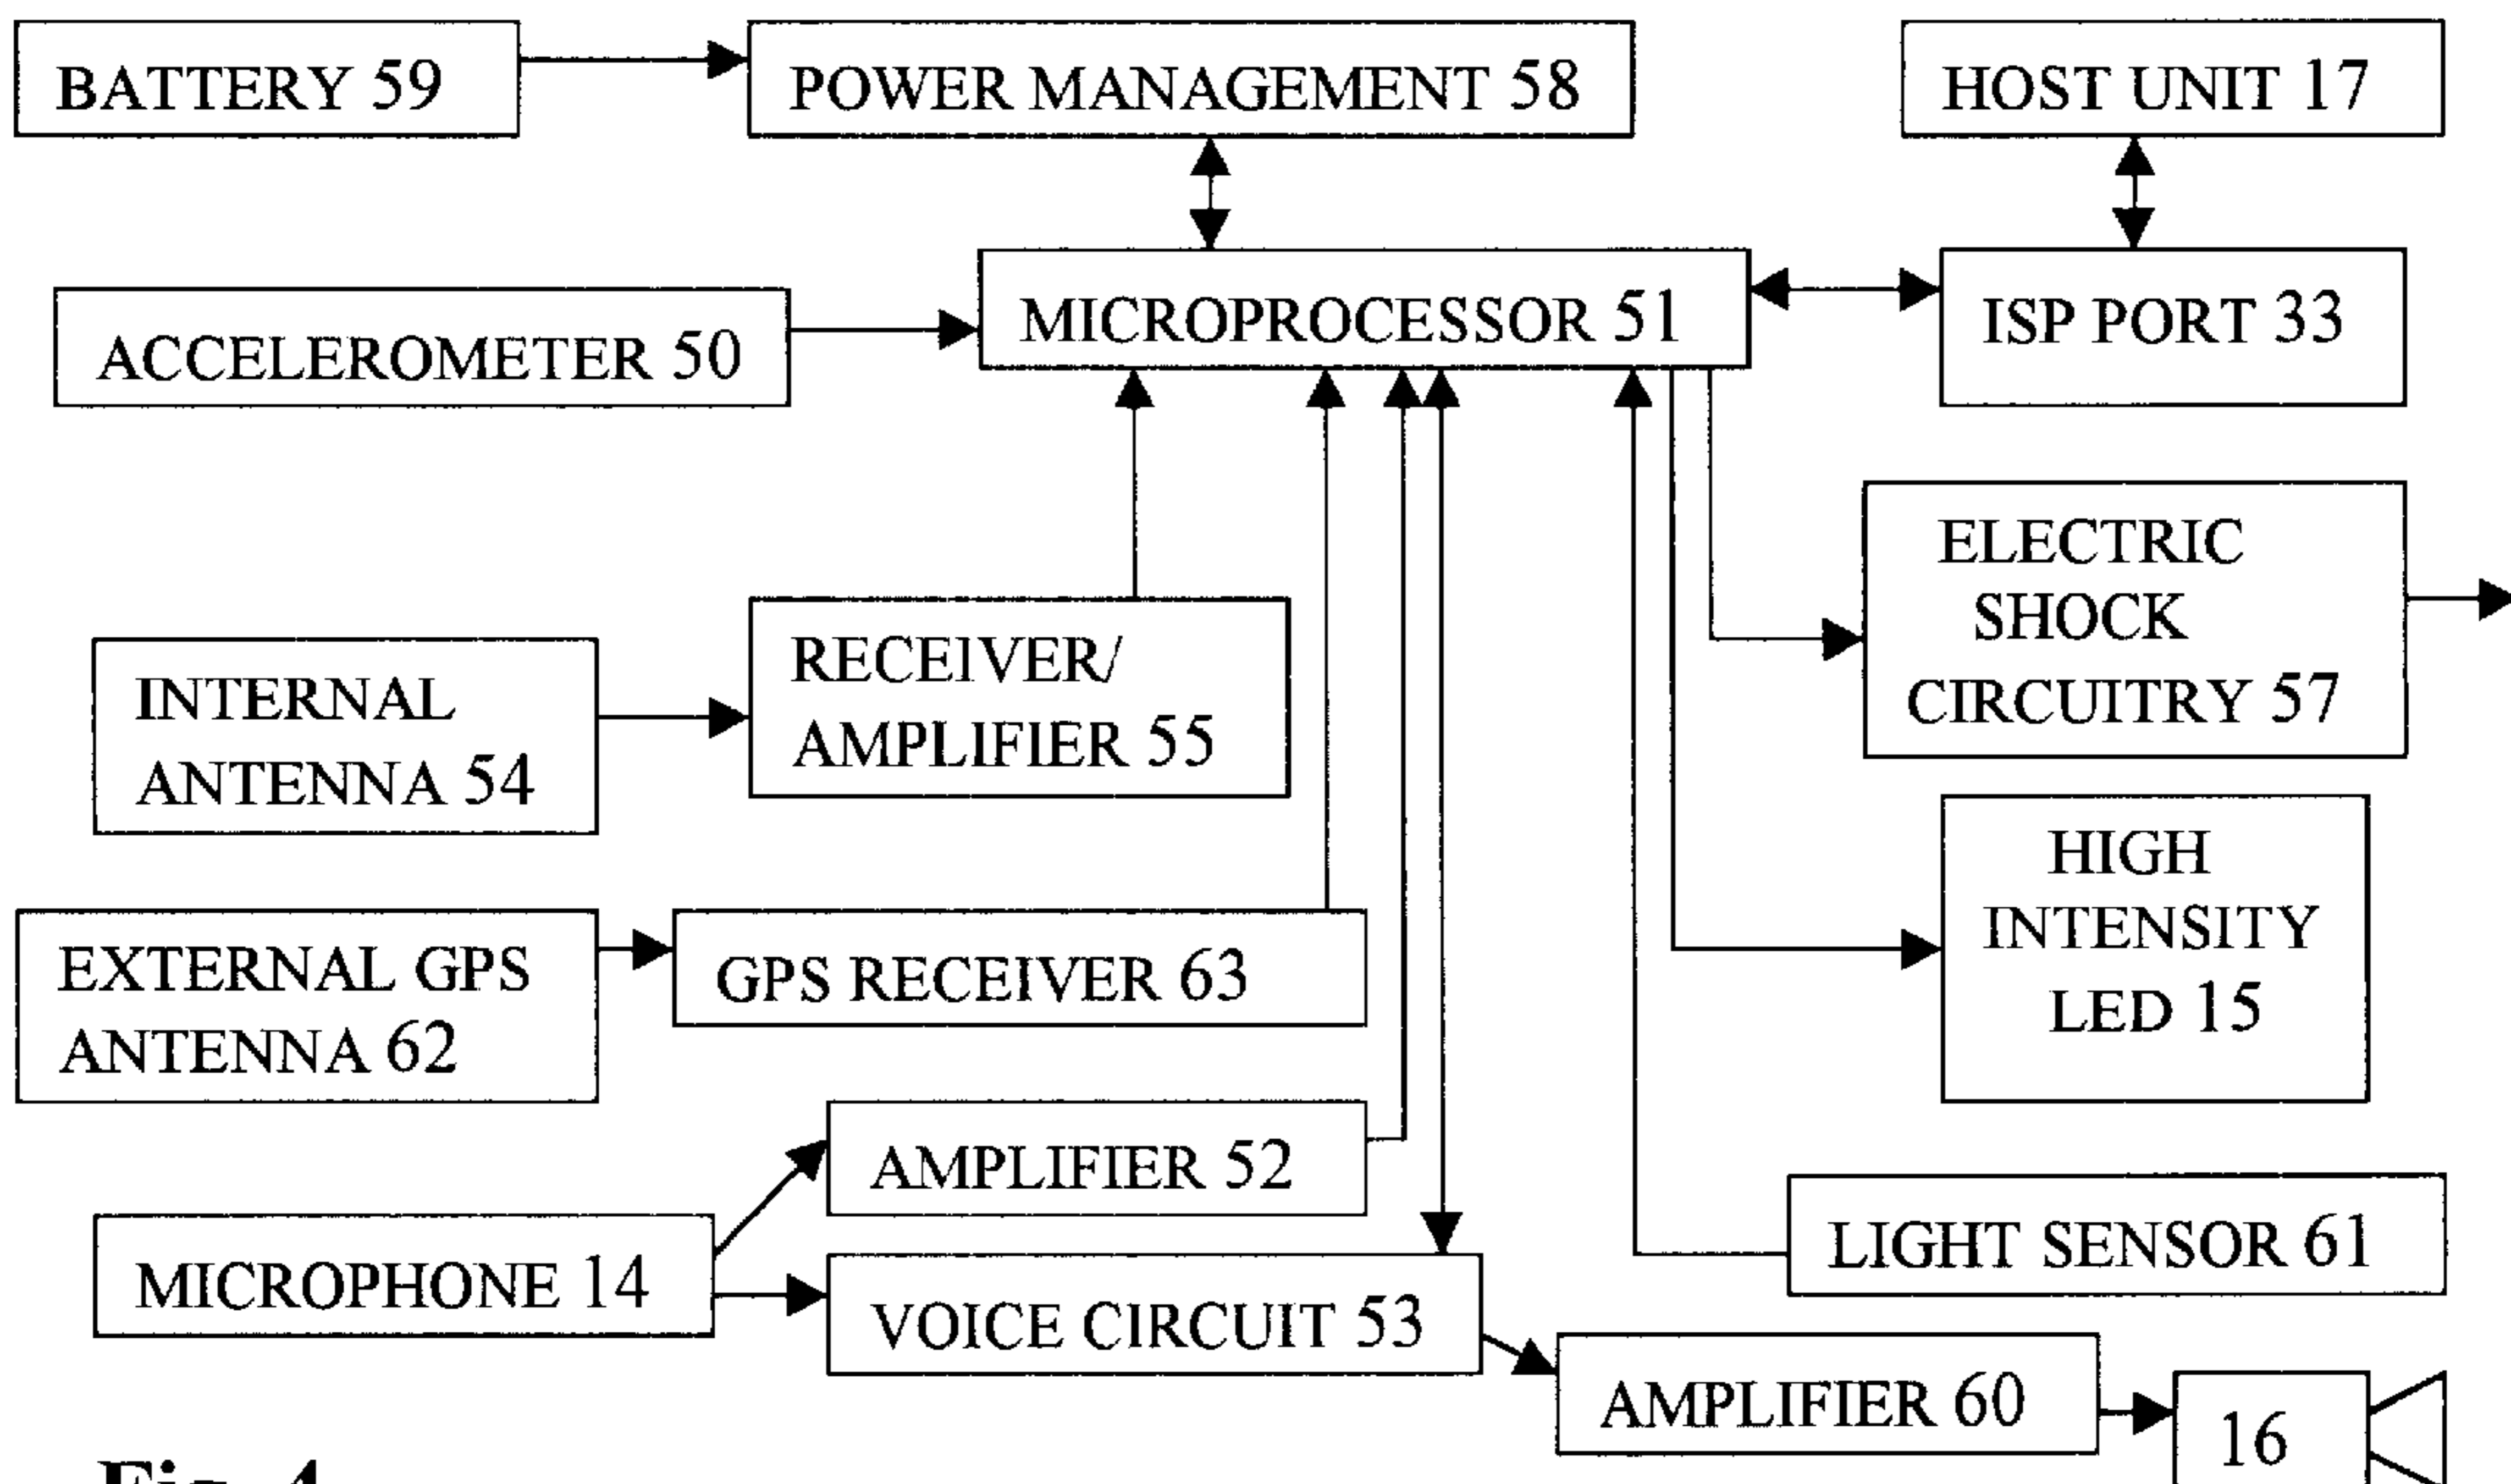 BATTERY 59
POWER MANAGEMENT 58
HOST UNIT 17
ACCELEROMETER 50
MICROPROCESSOR 51
ISP PORT 33
ELECTRIC
SHOCK
CIRCUITRY 57
INTERNAL
ANTENNA 54
RECEIVER/
AMPLIFIER 55
HIGH
INTENSITY
LED 15
EXTERNAL GPS
ANTENNA 62
GPS RECEIVER 63
AMPLIFIER 52
MICROPHONE 14
VOICE CIRCUIT 53
LIGHT SENSOR 61
AMPLIFIER 60
16
Fig. 4